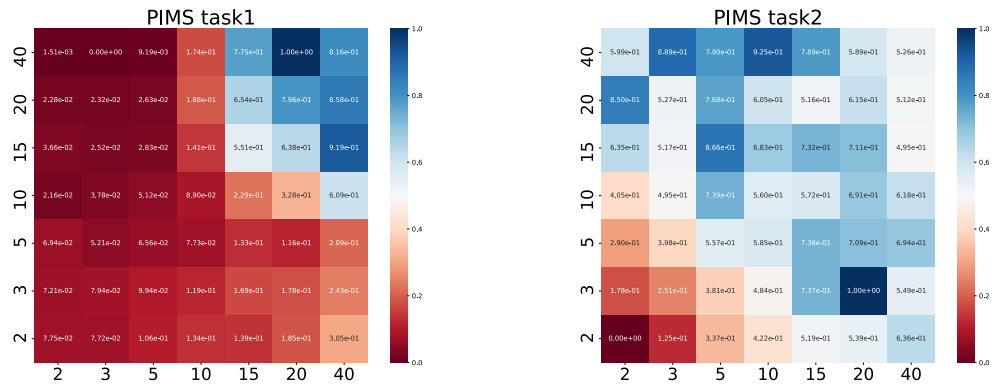 PIMS task1
40 1.51e-03 0.00e+00 9.19e-03 1.74e-01 7.75e-01 1.00e+00 8.16e-01
20 2.28e-02 2.32e-02 2.63e-02 1.88e-01 6.54e-01 7.96e-01 8.58e-01
15 3.66e-02 2.52e-02 2.83e-02 1.41e-01 5.51e-01 6.38e-01 9.19e-01
10 2.16e-02 3.78e-02 5.12e-02 8.90e-02 2.29e-01 3.28e-01 6.09e-01
5 6.94e-02 5.21e-02 6.56e-02 7.73e-02 1.33e-01 1.16e-01 2.09e-01
3 7.21e-02 7.94e-02 9.94e-02 1.19e-01 1.69e-01 1.78e-01 2.43e-01
2 7.75e-02 7.72e-02 1.06e-01 1.34e-01 1.39e-01 1.85e-01 3.05e-01
2 3 5 10 15 20 40
1.0
0.8
0.6
0.4
0.2
0.0
PIMS task2
40 5.99e-01 8.89e-01 7.90e-01 9.25e-01 7.89e-01 5.89e-01 5.26e-01
20 8.50e-01 5.27e-01 7.68e-01 6.05e-01 5.16e-01 6.15e-01 5.12e-01
15 6.35e-01 5.17e-01 8.66e-01 6.83e-01 7.32e-01 7.11e-01 4.95e-01
10 4.05e-01 4.95e-01 7.39e-01 5.60e-01 5.72e-01 6.91e-01 6.18e-01
5 2.90e-01 3.98e-01 5.57e-01 5.85e-01 7.38e-01 7.09e-01 6.94e-01
3 1.78e-01 2.51e-01 3.81e-01 4.84e-01 7.37e-01 1.00e+00 5.49e-01
2 0.00e+00 1.25e-01 3.37e-01 4.22e-01 5.19e-01 5.39e-01 6.36e-01
2 3 5 10 15 20 40
1.0
0.8
0.6
0.4
0.2
0.0